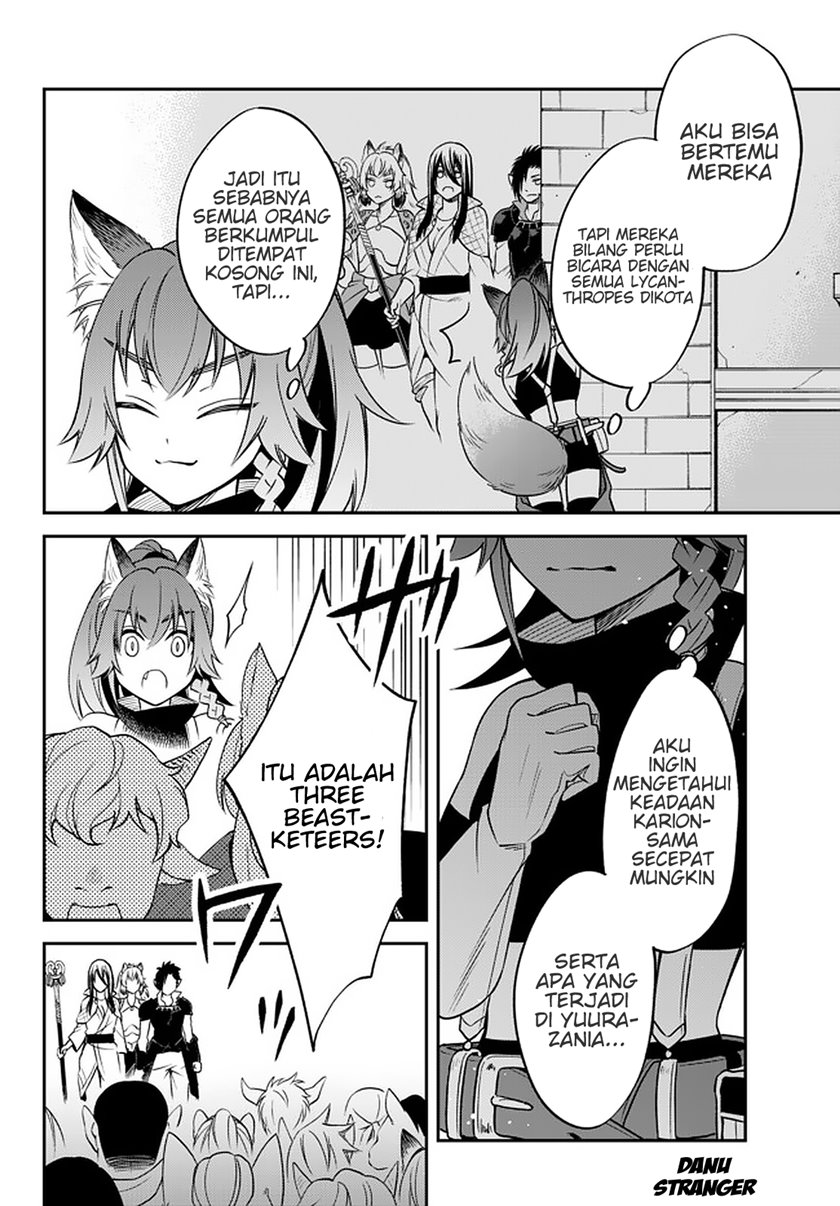 AKU BISA
BERTEMU
MEREKA
TAPI MEREKA
BILANG PERLU
BICARA DENGAN
SEMUA LYCAN-
THROPES DIKOTA
JADI ITU
SEBABNYA
SEMUA ORANG
BERKUMPUL
DITEMPAT
KOSONG INI,
TAPI...
AKU
INGIN
MENGETAHUI
KEADAAN
KARION-
SAMA
SECEPAT
MUNGKIN
SERTA
APA YANG
TERJADI
DI YUURA-
ZANIA...
ITU ADALAH
THREE
BEAST-
KETEERS!
ワッ
DANU
STRANGER